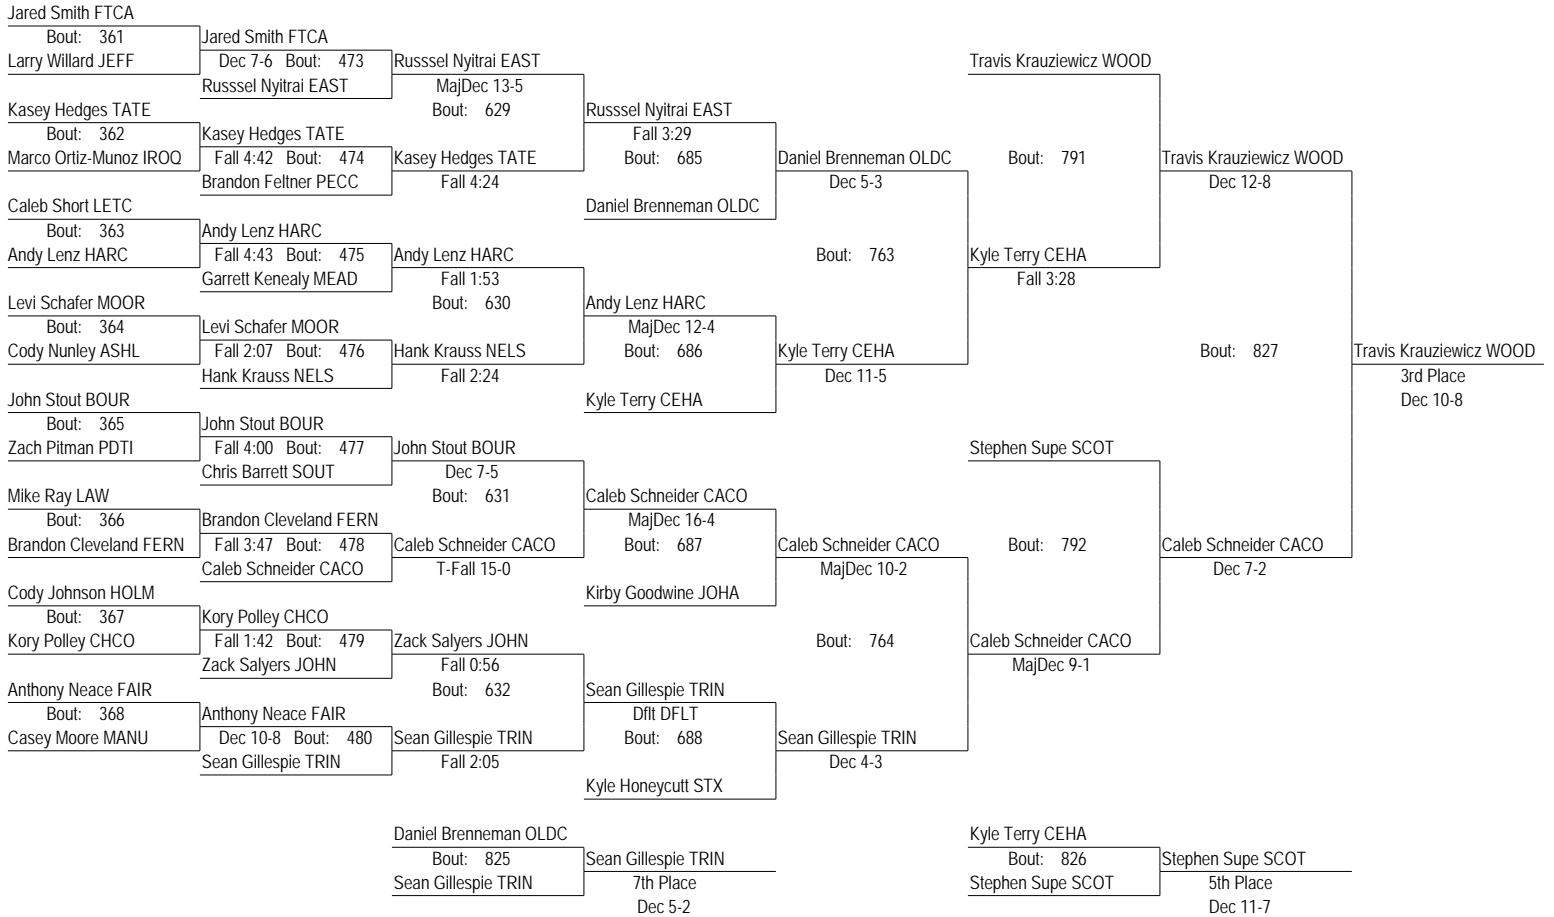 Jared Smith FTCA
Bout: 361
Jared Smith FTCA
Larry Willard JEFF
Dec 7-6 Bout: 473
Russsel Nyitrai EAST
Travis Krauziewicz WOOD
Russsel Nyitrai EAST
MajDec 13-5
Kasey Hedges TATE
Bout: 629
Russsel Nyitrai EAST
Bout: 362
Kasey Hedges TATE
Fall 3:29
Marco Ortiz-Munoz IROQ
Fall 4:42 Bout: 474
Kasey Hedges TATE
Bout: 685
Daniel Brenneman OLDC
Bout: 791
Travis Krauziewicz WOOD
Brandon Feltner PECC
Fall 4:24
Dec 5-3
Dec 12-8
Caleb Short LETC
Daniel Brenneman OLDC
Bout: 363
Andy Lenz HARC
Andy Lenz HARC
Fall 4:43 Bout: 475
Andy Lenz HARC
Bout: 763
Kyle Terry CEHA
Garrett Kenealy MEAD
Fall 1:53
Fall 3:28
Levi Schafer MOOR
Bout: 630
Andy Lenz HARC
Bout: 364
Levi Schafer MOOR
MajDec 12-4
Cody Nunley ASHL
Fall 2:07 Bout: 476
Hank Krauss NELS
Bout: 686
Kyle Terry CEHA
Bout: 827
Travis Krauziewicz WOOD
Hank Krauss NELS
Fall 2:24
Dec 11-5
3rd Place
John Stout BOUR
Kyle Terry CEHA
Dec 10-8
Bout: 365
John Stout BOUR
Zach Pitman PDTI
Fall 4:00 Bout: 477
John Stout BOUR
Stephen Supe SCOT
Chris Barrett SOUT
Dec 7-5
Mike Ray LAW
Bout: 631
Caleb Schneider CACO
Bout: 366
Brandon Cleveland FERN
MajDec 16-4
Brandon Cleveland FERN
Fall 3:47 Bout: 478
Caleb Schneider CACO
Bout: 687
Caleb Schneider CACO
Bout: 792
Caleb Schneider CACO
Caleb Schneider CACO
T-Fall 15-0
MajDec 10-2
Dec 7-2
Cody Johnson HOLM
Kirby Goodwine JOHA
Bout: 367
Kory Polley CHCO
Kory Polley CHCO
Fall 1:42 Bout: 479
Zack Salyers JOHN
Bout: 764
Caleb Schneider CACO
Zack Salyers JOHN
Fall 0:56
MajDec 9-1
Anthony Neace FAIR
Bout: 632
Sean Gillespie TRIN
Bout: 368
Anthony Neace FAIR
Dflt DFLT
Casey Moore MANU
Dec 10-8 Bout: 480
Sean Gillespie TRIN
Bout: 688
Sean Gillespie TRIN
Sean Gillespie TRIN
Fall 2:05
Dec 4-3
Kyle Honeycutt STX
Daniel Brenneman OLDC
Bout: 825
Sean Gillespie TRIN
Sean Gillespie TRIN
7th Place
Dec 5-2
Kyle Terry CEHA
Bout: 826
Stephen Supe SCOT
Stephen Supe SCOT
5th Place
Dec 11-7